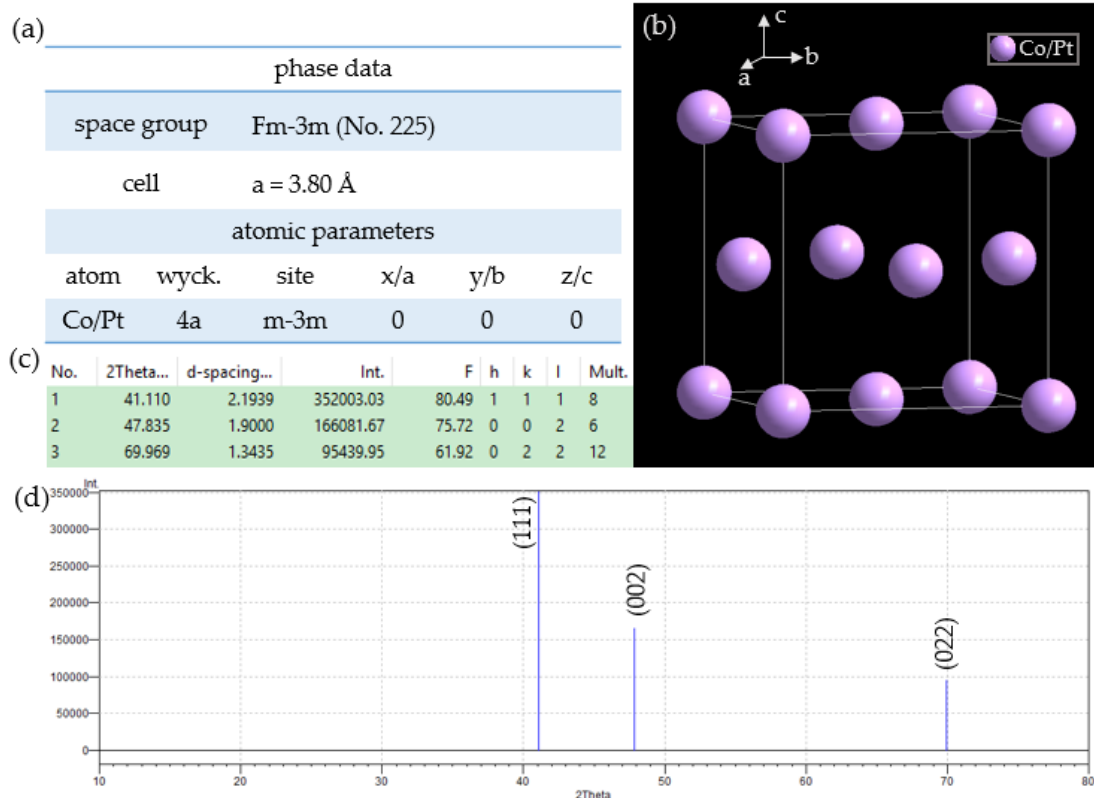 (a)
phase data
space group Fm-3m (No. 225)
cell a = 3.80 Å
atomic parameters
atom wyck. site x/a y/b z/c
Co/Pt 4a m-3m 0 0 0
(b)
c
a b
Co/Pt
(c)
No. 2Theta... d-spacing... Int. F h k l Mult.
1 41.110 2.1939 352003.03 80.49 1 1 1 8
2 47.835 1.9000 166081.67 75.72 0 0 2 6
3 69.969 1.3435 95439.95 61.92 0 2 2 12
(d)
Int.
350000
300000
250000
200000
150000
100000
50000
0
(111)
(002)
(022)
10 20 30 40 50 60 70 80
2Theta